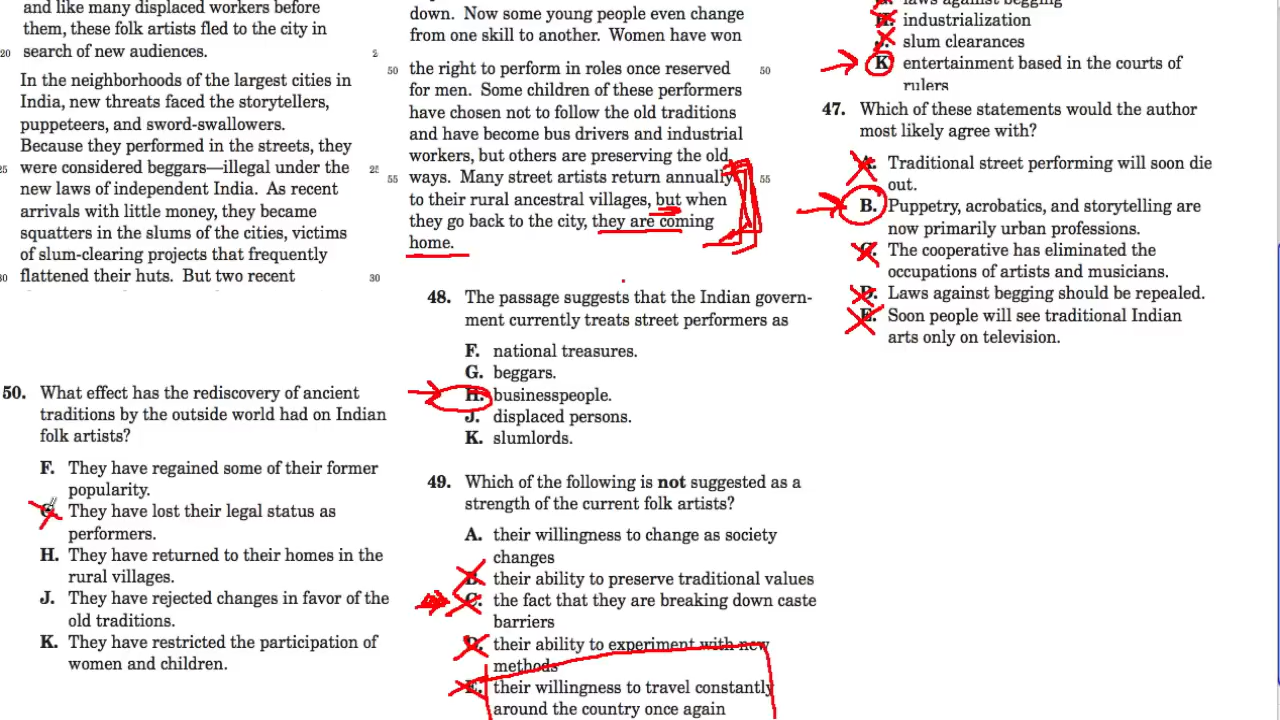 and like many displaced workers before
them, these folk artists fled to the city in
20 search of new audiences.
In the neighborhoods of the largest cities in
India, new threats faced the storytellers,
puppeteers, and sword-swallowers.
Because they performed in the streets, they
25 were considered beggars—illegal under the
new laws of independent India. As recent
arrivals with little money, they became
squatters in the slums of the cities, victims
of slum-clearing projects that frequently
30 flattened their huts. But two recent
50. What effect has the rediscovery of ancient
traditions by the outside world had on Indian
folk artists?
F. They have regained some of their former
popularity.
G. They have lost their legal status as
performers.
H. They have returned to their homes in the
rural villages.
J. They have rejected changes in favor of the
old traditions.
K. They have restricted the participation of
women and children.
down. Now some young people even change
2 from one skill to another. Women have won
50 the right to perform in roles once reserved 50
for men. Some children of these performers
have chosen not to follow the old traditions
and have become bus drivers and industrial
workers, but others are preserving the old
25
55 ways. Many street artists return annually 55
to their rural ancestral villages, but when
they go back to the city, they are coming
home.
30
48. The passage suggests that the Indian govern-
ment currently treats street performers as
F. national treasures.
G. beggars.
H. businesspeople.
J. displaced persons.
K. slumlords.
49. Which of the following is not suggested as a
strength of the current folk artists?
A. their willingness to change as society
changes
B. their ability to preserve traditional values
C. the fact that they are breaking down caste
barriers
D. their ability to experiment with new
methods
E. their willingness to travel constantly
around the country once again
laws against begging
H. industrialization
J. slum clearances
K entertainment based in the courts of
rulers
47. Which of these statements would the author
most likely agree with?
A. Traditional street performing will soon die
out.
B. Puppetry, acrobatics, and storytelling are
now primarily urban professions.
C. The cooperative has eliminated the
occupations of artists and musicians.
D. Laws against begging should be repealed.
E. Soon people will see traditional Indian
arts only on television.